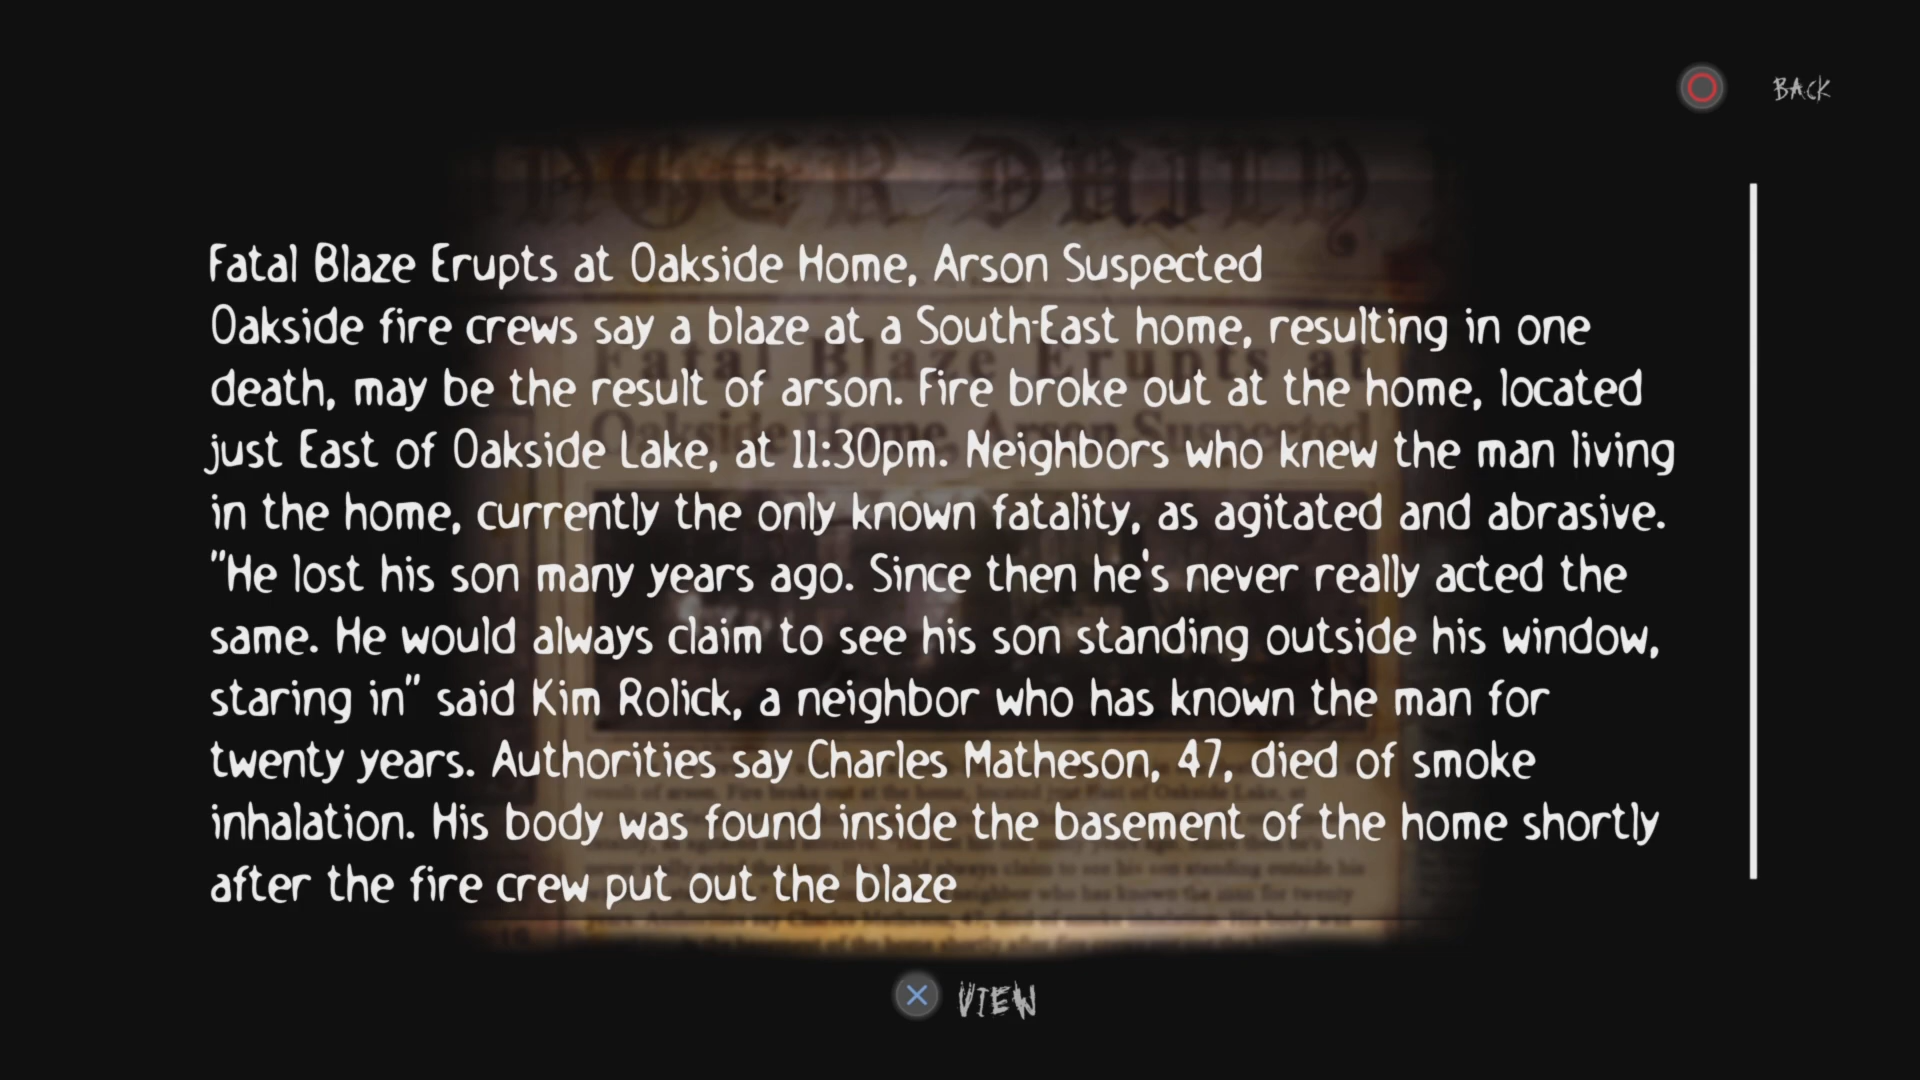 BACK
NGER DAILY
Fatal Blaze Erupts at Oakside Home, Arson Suspected
Oakside fire crews say a blaze at a South-East home, resulting in one
death, may be the result of arson. Fire broke out at the home, located
just East of Oakside Lake, at 11:30pm. Neighbors who knew the man living
in the home, currently the only known fatality, as agitated and abrasive.
"He lost his son many years ago. Since then he's never really acted the
same. He would always claim to see his son standing outside his window,
staring in" said Kim Rolick, a neighbor who has known the man for
twenty years. Authorities say Charles Matheson, 47, died of smoke
inhalation. His body was found inside the basement of the home shortly
after the fire crew put out the blaze
VIEW